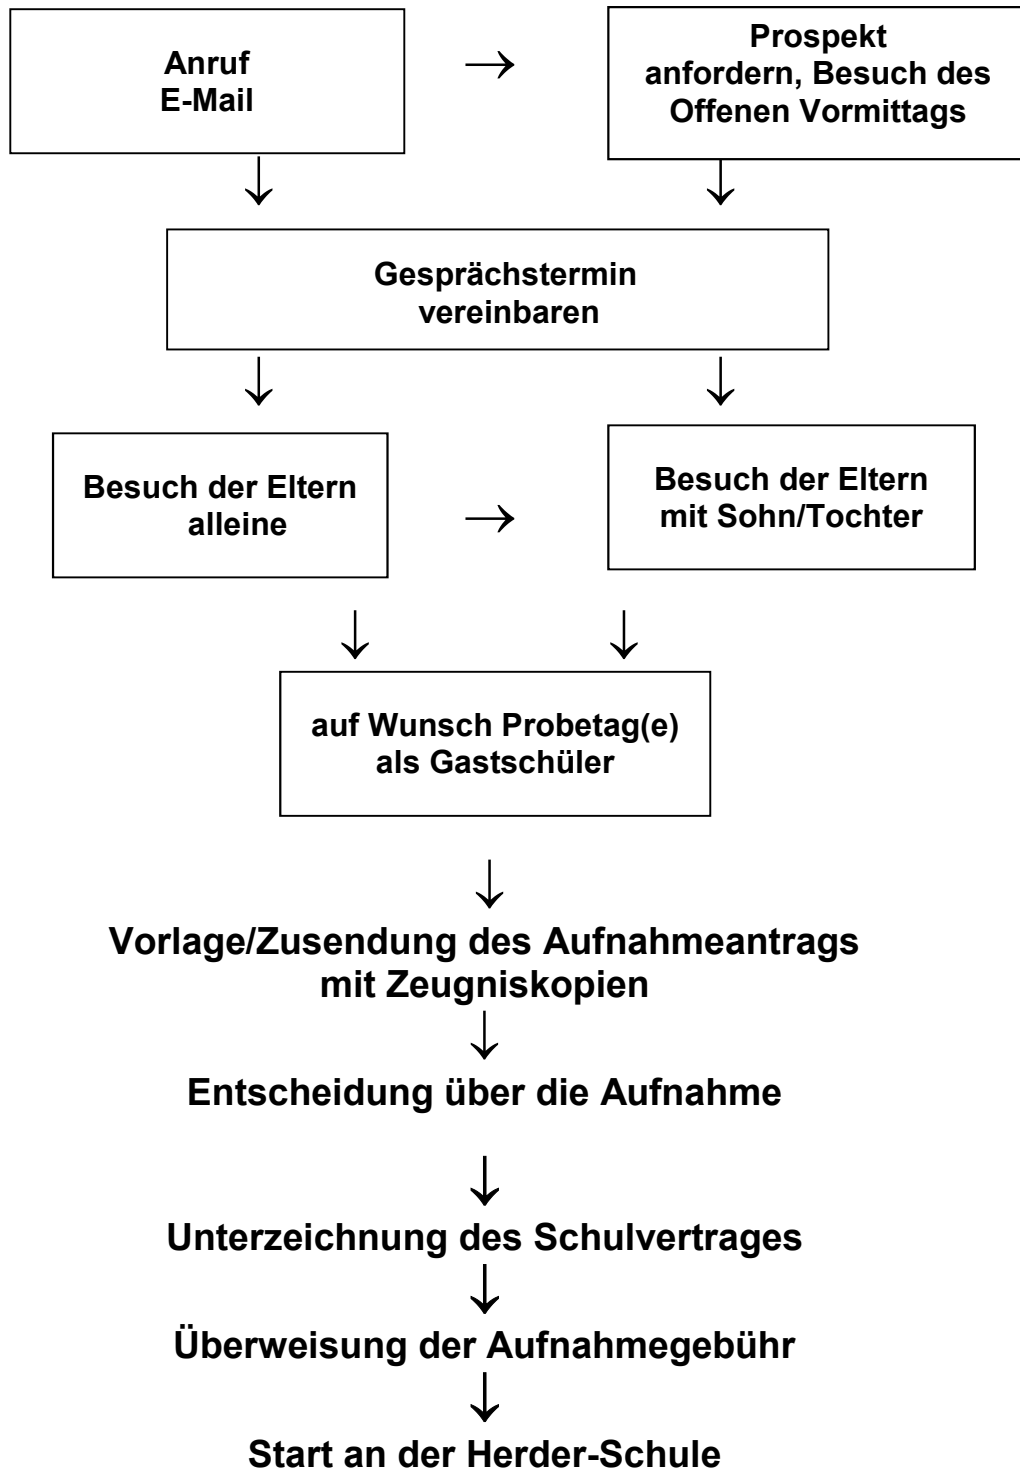 Anruf
E-Mail
→
Prospekt
anfordern, Besuch des
Offenen Vormittags
↓
↓
Gesprächstermin
vereinbaren
↓
↓
Besuch der Eltern
alleine
→
Besuch der Eltern
mit Sohn/Tochter
↓
↓
auf Wunsch Probetag(e)
als Gastschüler
↓
Vorlage/Zusendung des Aufnahmeantrags
mit Zeugniskopien
↓
Entscheidung über die Aufnahme
↓
Unterzeichnung des Schulvertrages
↓
Überweisung der Aufnahmegebühr
↓
Start an der Herder-Schule